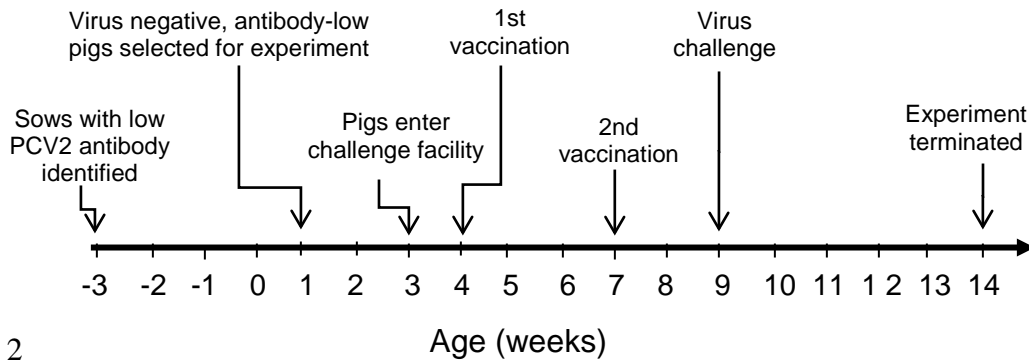 Virus negative, antibody-low
pigs selected for experiment
1st
vaccination
Virus
challenge
Sows with low
PCV2 antibody
identified
Pigs enter
challenge facility
2nd
vaccination
Experiment
terminated
-3 -2 -1 0 1 2 3 4 5 6 7 8 9 10 11 1 2 13 14
Age (weeks)
2